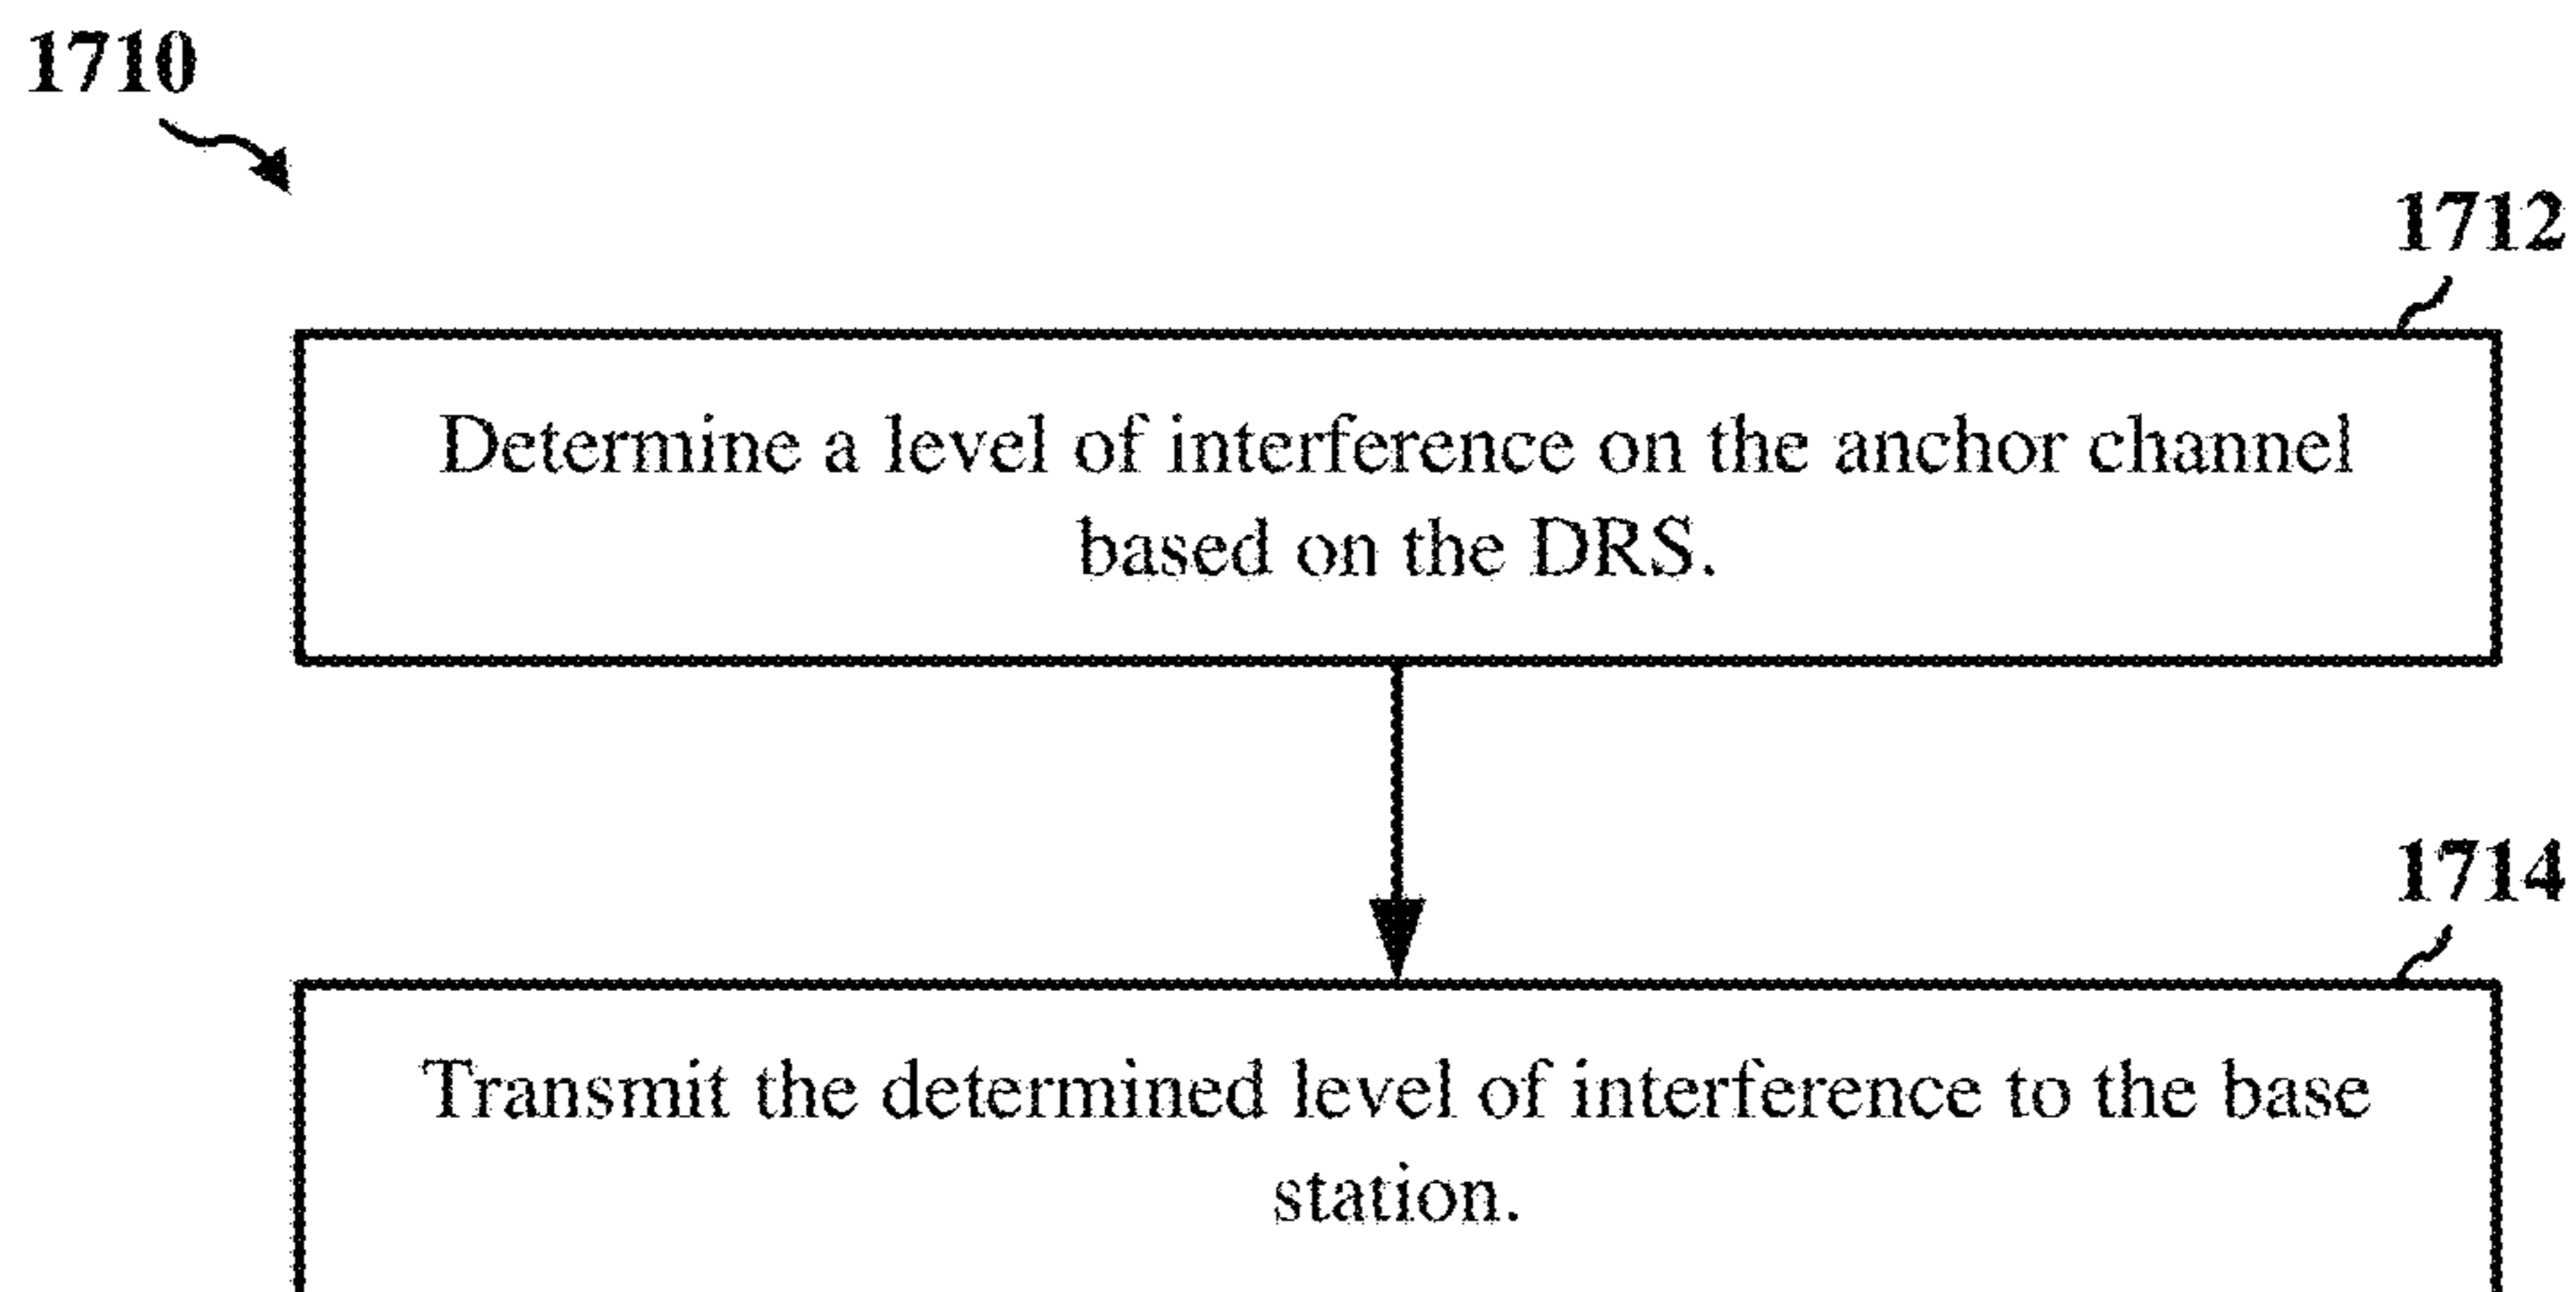 1710
1712
Determine a level of interference on the anchor channel
based on the DRS.
1714
Transmit the determined level of interference to the base
station.